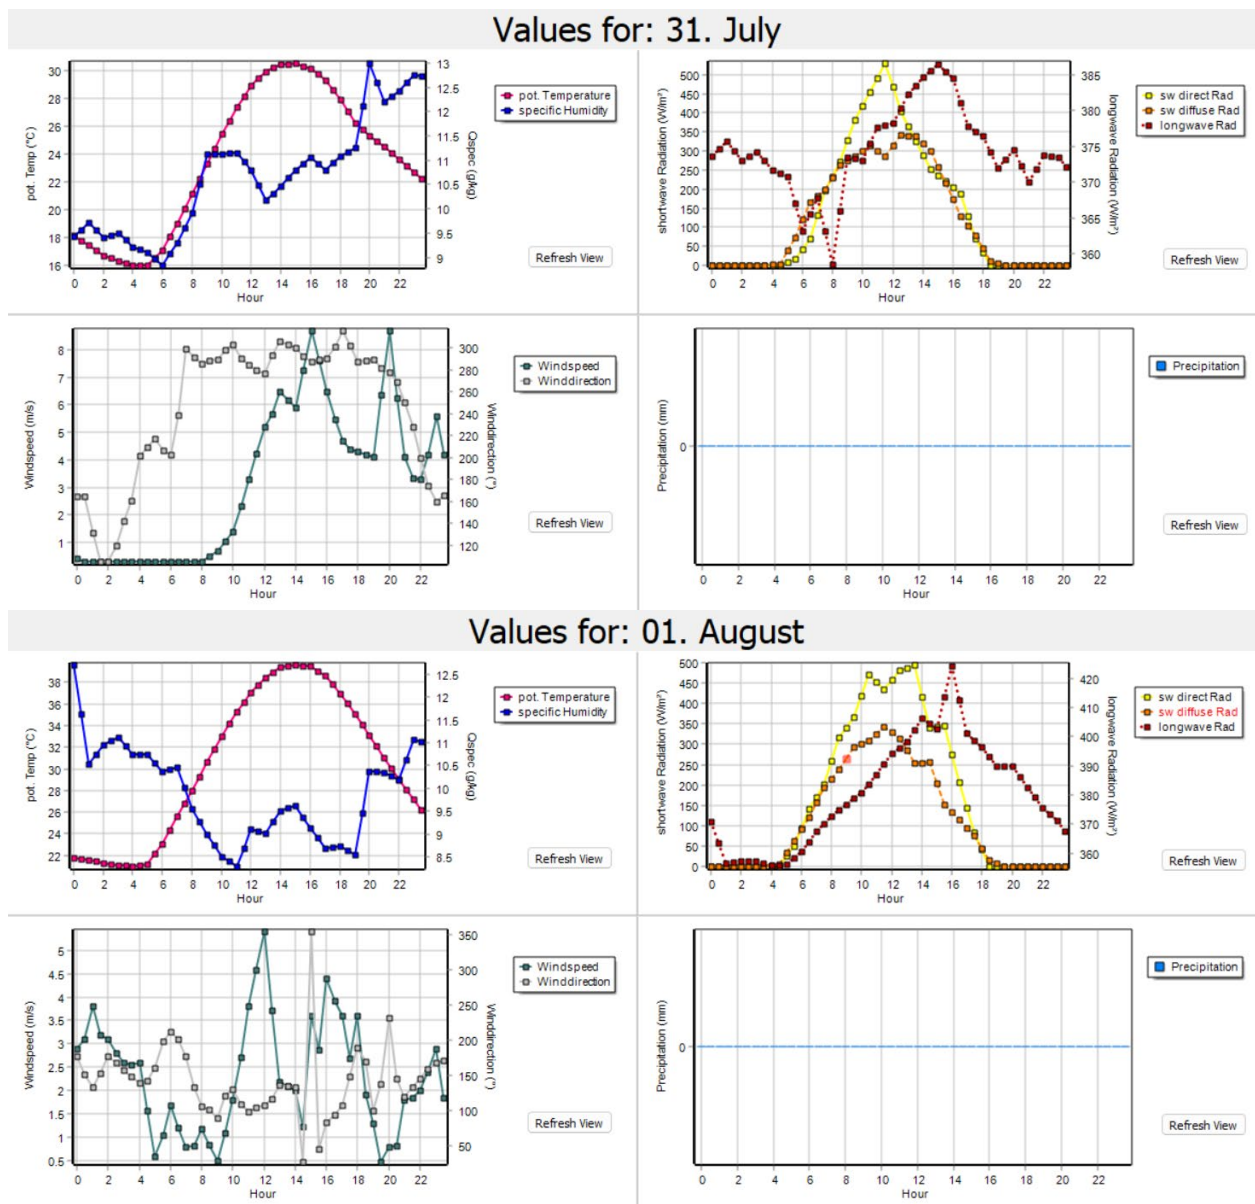 Values for: 31. July
pot. Temp (°C)
30
28
26
24
22
20
18
16
13
12.5
12
11.5
11
10.5
10
9.5
9
Qspec (g/kg)
0 2 4 6 8 10 12 14 16 18 20 22
Hour
pot. Temperature
specific Humidity
Refresh View
shortwave Radiation (W/m²)
500
450
400
350
300
250
200
150
100
50
0
385
380
375
370
365
360
longwave Radiation (W/m²)
0 2 4 6 8 10 12 14 16 18 20 22
Hour
sw direct Rad
sw diffuse Rad
longwave Rad
Refresh View
Windspeed (m/s)
8
7
6
5
4
3
2
1
300
280
260
240
220
200
180
160
140
120
Winddirection (°)
0 2 4 6 8 10 12 14 16 18 20 22
Hour
Windspeed
Winddirection
Refresh View
Precipitation (mm)
0
0 2 4 6 8 10 12 14 16 18 20 22
Hour
Precipitation
Refresh View
Values for: 01. August
pot. Temp (°C)
38
36
34
32
30
28
26
24
22
12.5
12
11.5
11
10.5
10
9.5
9
8.5
Qspec (g/kg)
0 2 4 6 8 10 12 14 16 18 20 22
Hour
pot. Temperature
specific Humidity
Refresh View
shortwave Radiation (W/m²)
500
450
400
350
300
250
200
150
100
50
0
420
410
400
390
380
370
360
longwave Radiation (W/m²)
0 2 4 6 8 10 12 14 16 18 20 22
Hour
sw direct Rad
sw diffuse Rad
longwave Rad
Refresh View
Windspeed (m/s)
5
4.5
4
3.5
3
2.5
2
1.5
1
0.5
350
300
250
200
150
100
50
Winddirection (°)
0 2 4 6 8 10 12 14 16 18 20 22
Hour
Windspeed
Winddirection
Refresh View
Precipitation (mm)
0
0 2 4 6 8 10 12 14 16 18 20 22
Hour
Precipitation
Refresh View